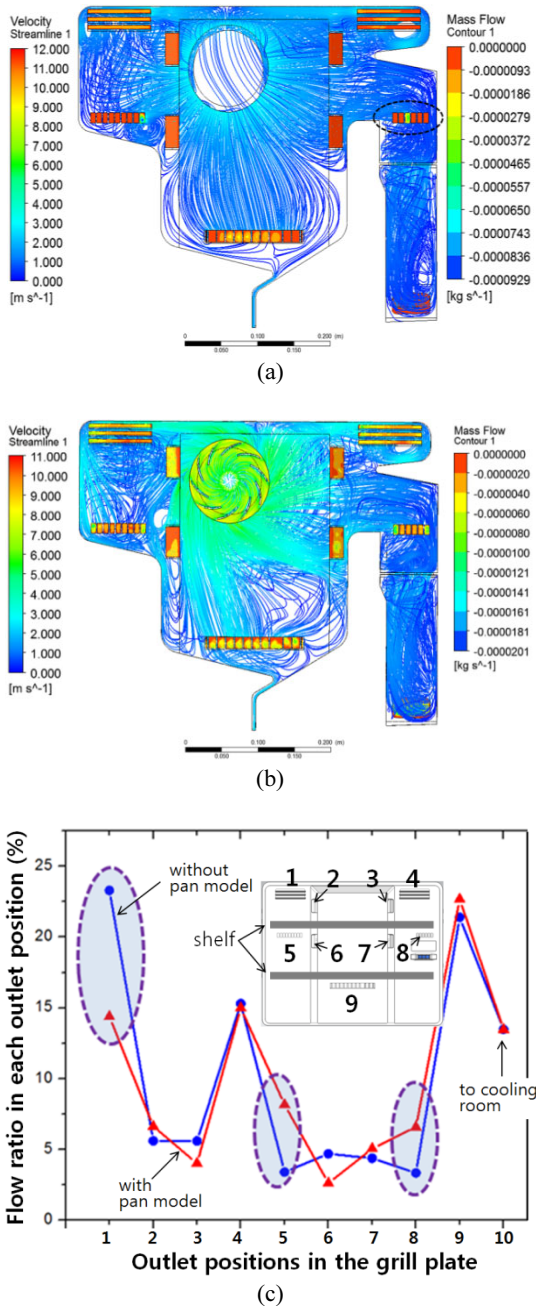 Velocity
Streamline 1
12.000
11.000
10.000
9.000
8.000
7.000
6.000
5.000
4.000
3.000
2.000
1.000
0.000
[m s^-1]
Mass Flow
Contour 1
0.0000000
-0.0000093
-0.0000186
-0.0000279
-0.0000372
-0.0000465
-0.0000557
-0.0000650
-0.0000743
-0.0000836
-0.0000929
[kg s^-1]
0 0.100 0.200 (m)
0.050 0.150
(a)
Velocity
Streamline 1
11.000
10.000
9.000
8.000
7.000
6.000
5.000
4.000
3.000
2.000
1.000
0.000
[m s^-1]
Mass Flow
Contour 1
0.0000000
-0.0000020
-0.0000040
-0.0000060
-0.0000080
-0.0000100
-0.0000121
-0.0000141
-0.0000161
-0.0000181
-0.0000201
[kg s^-1]
0 0.100 0.200 (m)
0.050 0.150
(b)
Flow ratio in each outlet position (%)
25
20
15
10
5
0
without
pan model
with
pan model
shelf
1 2 3 4
5 6 7 8
9
to cooling
room
1 2 3 4 5 6 7 8 9 10
Outlet positions in the grill plate
(c)